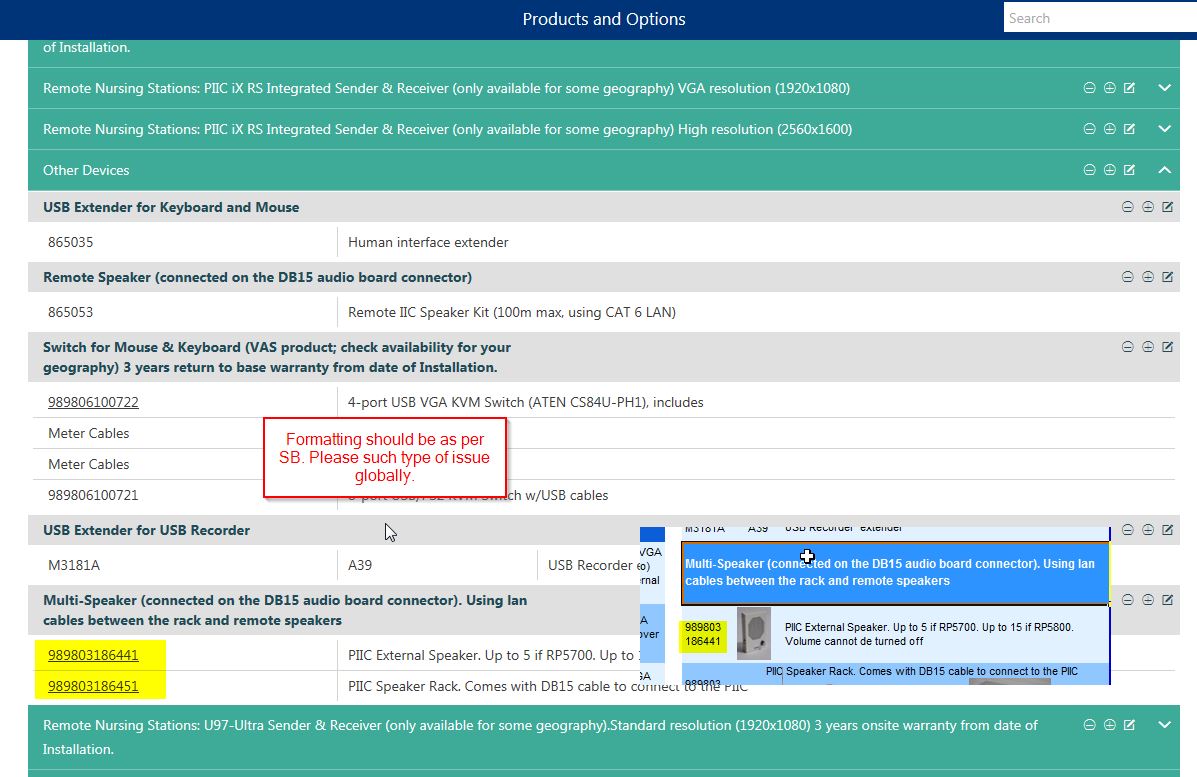 Products and Options
Search
of Installation.
Remote Nursing Stations: PIIC iX RS Integrated Sender & Receiver (only available for some geography) VGA resolution (1920x1080)
Remote Nursing Stations: PIIC iX RS Integrated Sender & Receiver (only available for some geography) High resolution (2560x1600)
Other Devices
USB Extender for Keyboard and Mouse
865035 Human interface extender
Remote Speaker (connected on the DB15 audio board connector)
865053 Remote IIC Speaker Kit (100m max, using CAT 6 LAN)
Switch for Mouse & Keyboard (VAS product; check availability for your
geography) 3 years return to base warranty from date of Installation.
989806100722 4-port USB VGA KVM Switch (ATEN CS84U-PH1), includes
Meter Cables
Meter Cables
Formatting should be as per
SB. Please such type of issue
globally.
989806100721 8-port USB/PS2 KVM Switch w/USB cables
USB Extender for USB Recorder
M3181A A39 USB Recorder e
Multi-Speaker (connected on the DB15 audio board connector). Using lan
cables between the rack and remote speakers
989803186441 PIIC External Speaker. Up to 5 if RP5700. Up to
989803186451 PIIC Speaker Rack. Comes with DB15 cable to connect to the PIIC
M3181A A39 USB Recorder extender
VGA
Multi-Speaker (connected on the DB15 audio board connector). Using lan
cables between the rack and remote speakers
989803
186441
PIIC External Speaker. Up to 5 if RP5700. Up to 15 if RP5800.
Volume cannot de turned off
PIIC Speaker Rack. Comes with DB15 cable to connect to the PIIC
989803
Remote Nursing Stations: U97-Ultra Sender & Receiver (only available for some geography).Standard resolution (1920x1080) 3 years onsite warranty from date of
Installation.